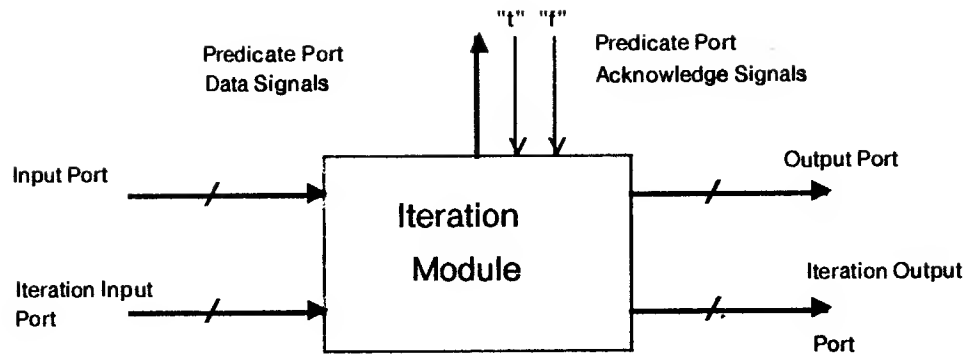 "t" "f"
Predicate Port
Data Signals
Predicate Port
Acknowledge Signals
Input Port
Output Port
Iteration
Module
Iteration Input
Port
Iteration Output
Port